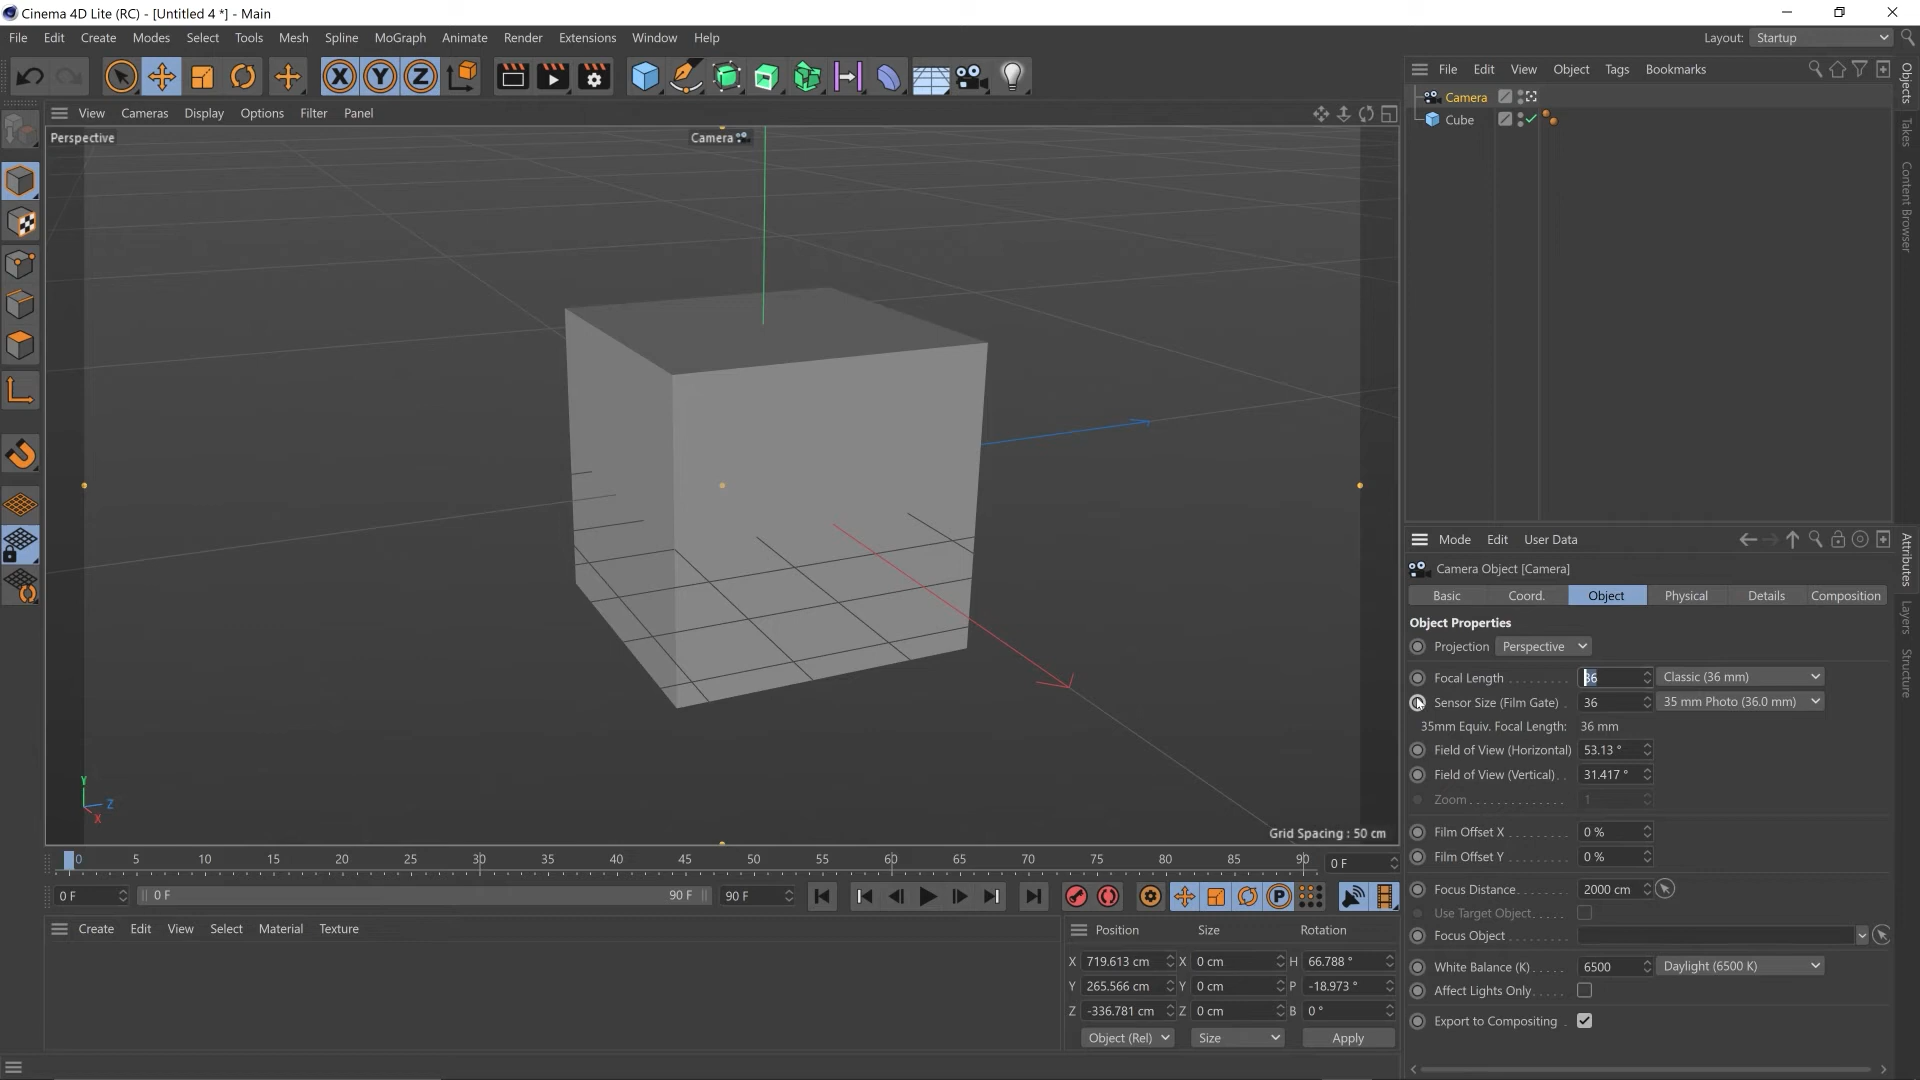 Cinema 4D Lite (RC) - [Untitled 4 *] - Main
File Edit Create Modes Select Tools Mesh Spline MoGraph Animate Render Extensions Window Help Layout: Startup
X Y Z
View Cameras Display Options Filter Panel
Perspective
Camera
Y
Z
X
Grid Spacing : 50 cm
0 5 10 15 20 25 30 35 40 45 50 55 60 65 70 75 80 85 90 0 F
0 F 0 F 90 F 90 F P
Create Edit View Select Material Texture
Position Size Rotation
X 719.613 cm X 0 cm H 66.788 °
Y 265.566 cm Y 0 cm P -18.973 °
Z -336.781 cm Z 0 cm B 0 °
Object (Rel) Size Apply
File Edit View Object Tags Bookmarks
Camera
Cube
Objects
Takes
Content Browser
Mode Edit User Data
Camera Object [Camera]
Basic Coord. Object Physical Details Composition
Object Properties
Projection Perspective
Focal Length . . . . . . . . . 36 Classic (36 mm)
Sensor Size (Film Gate) . 36 35 mm Photo (36.0 mm)
35mm Equiv. Focal Length: 36 mm
Field of View (Horizontal) 53.13 °
Field of View (Vertical) . . 31.417 °
Zoom . . . . . . . . . . . . . . 1
Film Offset X . . . . . . . . . 0 %
Film Offset Y . . . . . . . . . 0 %
Focus Distance . . . . . . . 2000 cm
Use Target Object . . . . .
Focus Object . . . . . . . . .
White Balance (K) . . . . . 6500 Daylight (6500 K)
Affect Lights Only . . . . .
Export to Compositing .
Attributes
Layers
Structure